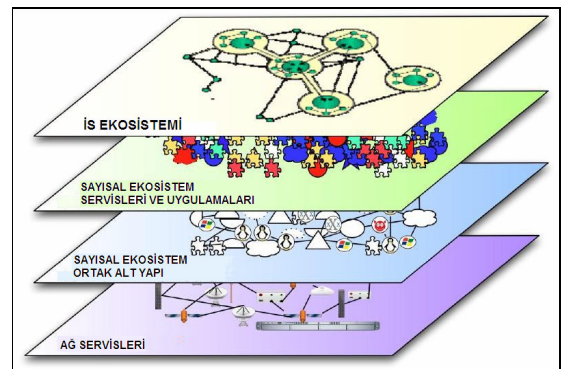 İS EKOSİSTEMİ
SAYISAL EKOSİSTEM
SERVİSLERİ VE UYGULAMALARI
SAYISAL EKOSİSTEM
ORTAK ALT YAPI
AĞ SERVİSLERİ